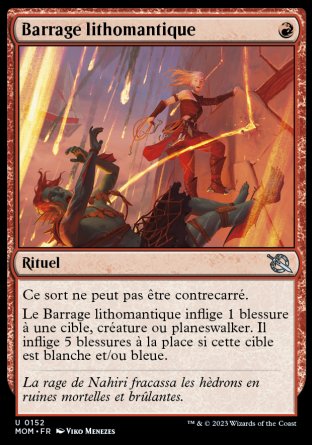 Barrage lithomantique
Rituel
Ce sort ne peut pas être contrecarré.
Le Barrage lithomantique inflige 1 blessure
à une cible, créature ou planeswalker. Il
inflige 5 blessures à la place si cette cible
est blanche et/ou bleue.
La rage de Nahiri fracassa les hèdrons en
ruines mortelles et brûlantes.
U 0152
MOM • FR Viko Menezes
™ & © 2023 Wizards of the Coast